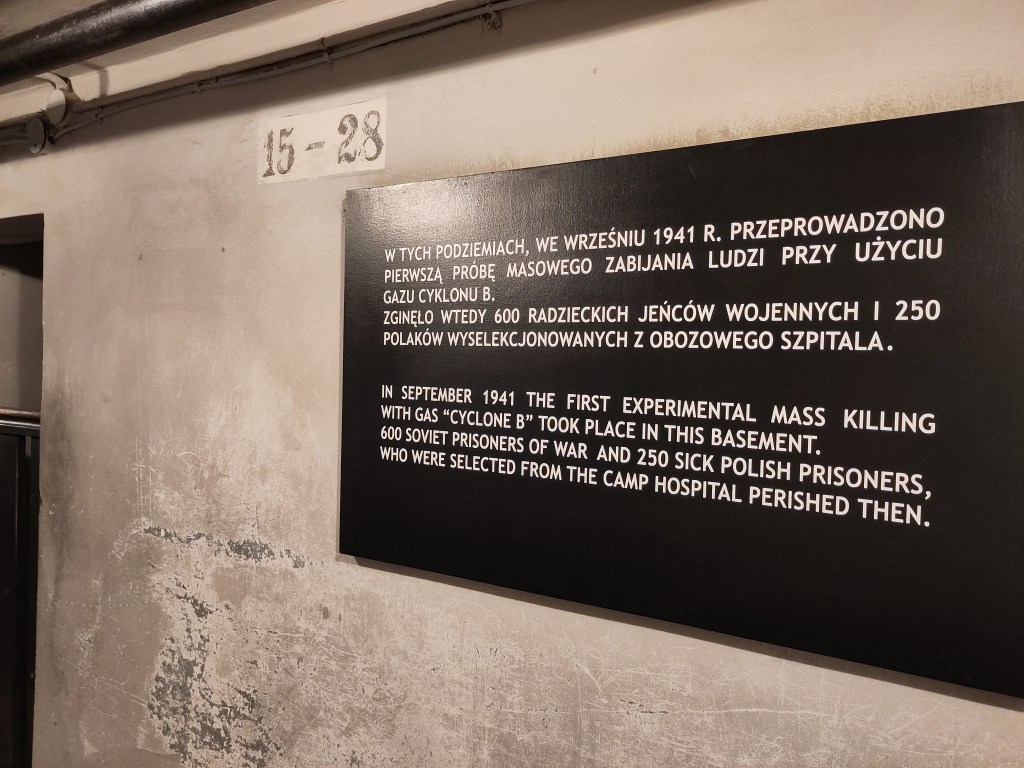 15 - 28
W TYCH PODZIEMIACH, WE WRZEŚNIU 1941 R. PRZEPROWADZONO
PIERWSZĄ PRÓBĘ MASOWEGO ZABIJANIA LUDZI PRZY UŻYCIU
GAZU CYKLONU B.
ZGINĘŁO WTEDY 600 RADZIECKICH JEŃCÓW WOJENNYCH I 250
POLAKÓW WYSELEKCJONOWANYCH Z OBOZOWEGO SZPITALA.
IN SEPTEMBER 1941 THE FIRST EXPERIMENTAL MASS KILLING
WITH GAS “CYCLONE B” TOOK PLACE IN THIS BASEMENT.
600 SOVIET PRISONERS OF WAR AND 250 SICK POLISH PRISONERS,
WHO WERE SELECTED FROM THE CAMP HOSPITAL PERISHED THEN.